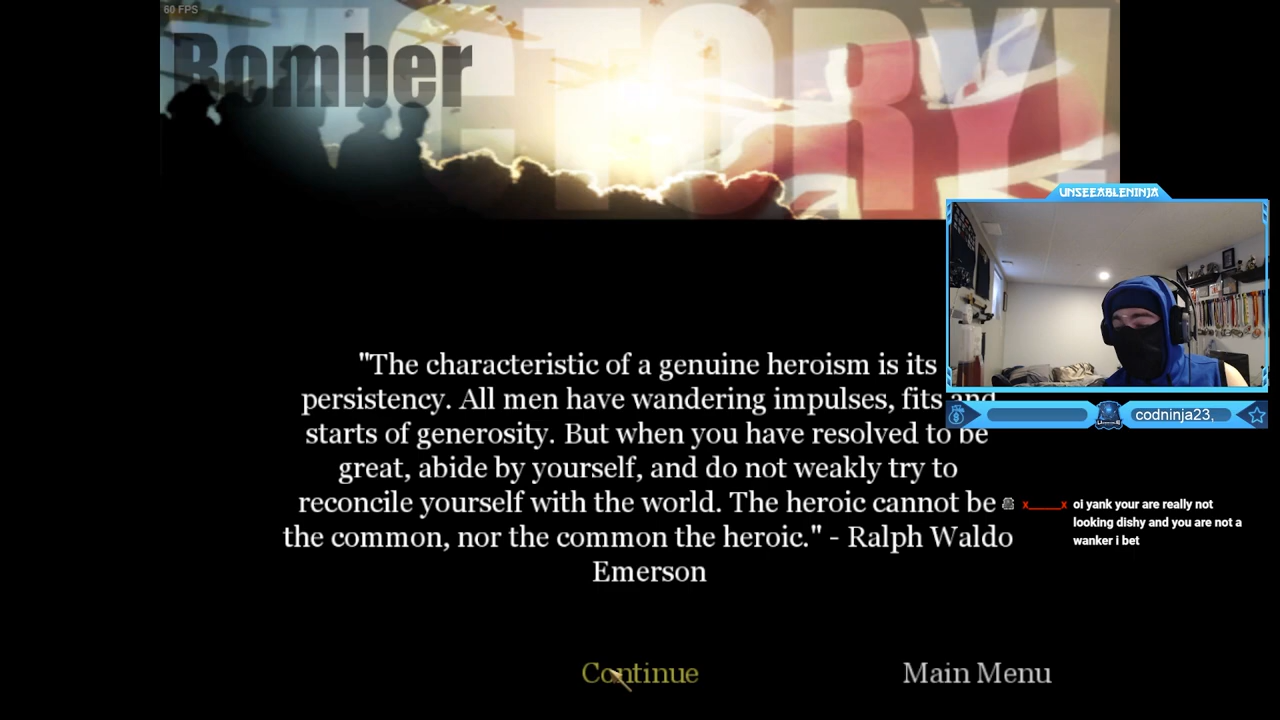 60 FPS
VICTORY!
Bomber
UNSEEABLENINJA
"The characteristic of a genuine heroism is its
persistency. All men have wandering impulses, fits and
starts of generosity. But when you have resolved to be
great, abide by yourself, and do not weakly try to
reconcile yourself with the world. The heroic cannot be
the common, nor the common the heroic." - Ralph Waldo
Emerson
codninja23,
x_____x oi yank your are really not
looking dishy and you are not a
wanker i bet
Continue
Main Menu